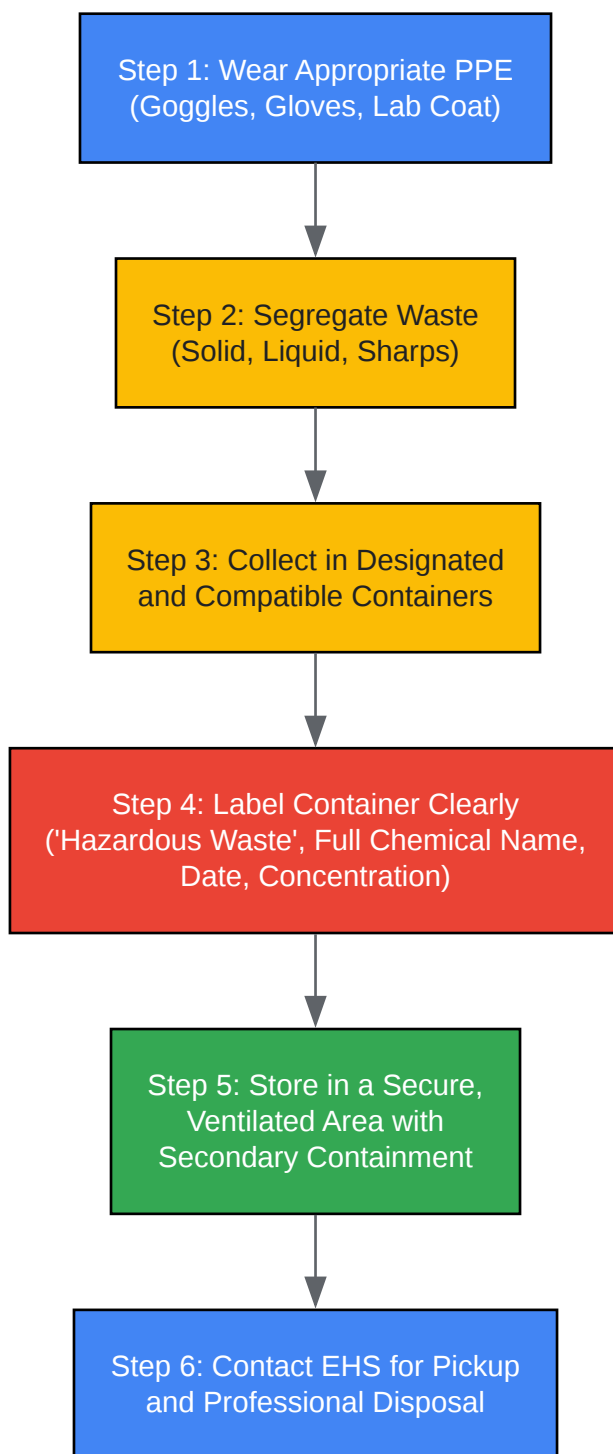 Step 1: Wear Appropriate PPE
(Goggles, Gloves, Lab Coat)
Step 2: Segregate Waste
(Solid, Liquid, Sharps)
Step 3: Collect in Designated
and Compatible Containers
Step 4: Label Container Clearly
('Hazardous Waste', Full Chemical Name,
Date, Concentration)
Step 5: Store in a Secure,
Ventilated Area with
Secondary Containment
Step 6: Contact EHS for Pickup
and Professional Disposal